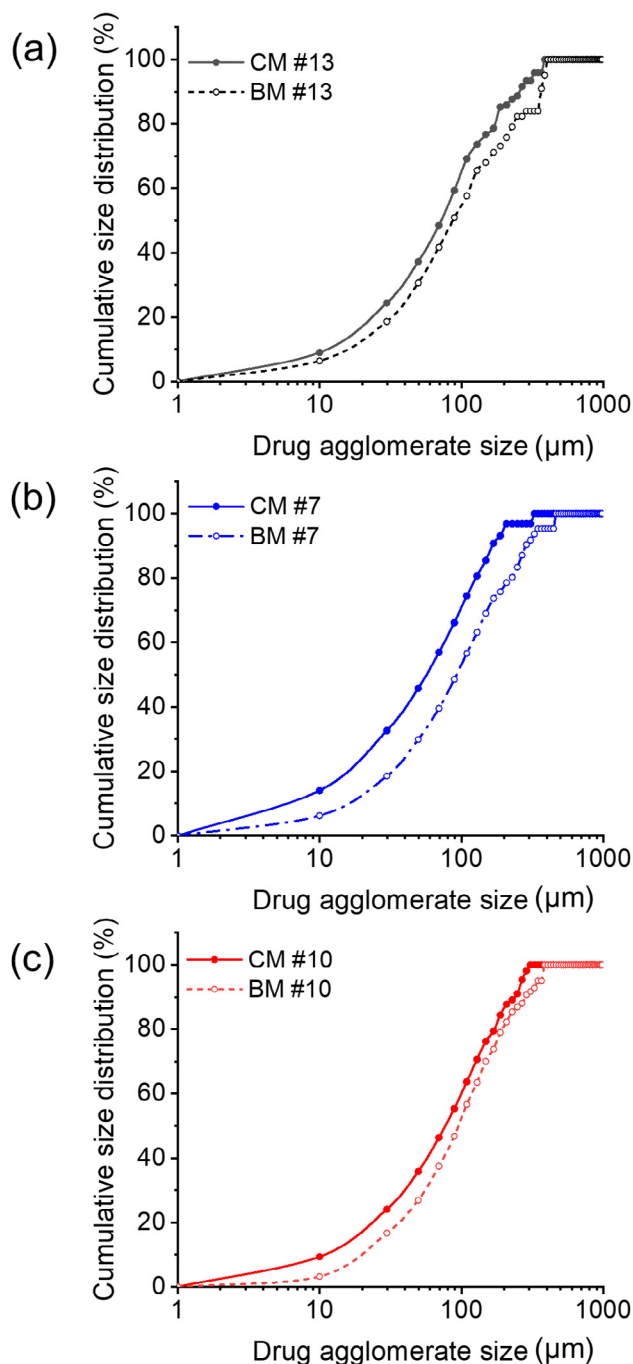 (a)
Cumulative size distribution (%)
100
80
60
40
20
0
CM #13
BM #13
1
10
100
1000
Drug agglomerate size (μm)
(b)
Cumulative size distribution (%)
100
80
60
40
20
0
CM #7
BM #7
1
10
100
1000
Drug agglomerate size (μm)
(c)
Cumulative size distribution (%)
100
80
60
40
20
0
CM #10
BM #10
1
10
100
1000
Drug agglomerate size (μm)